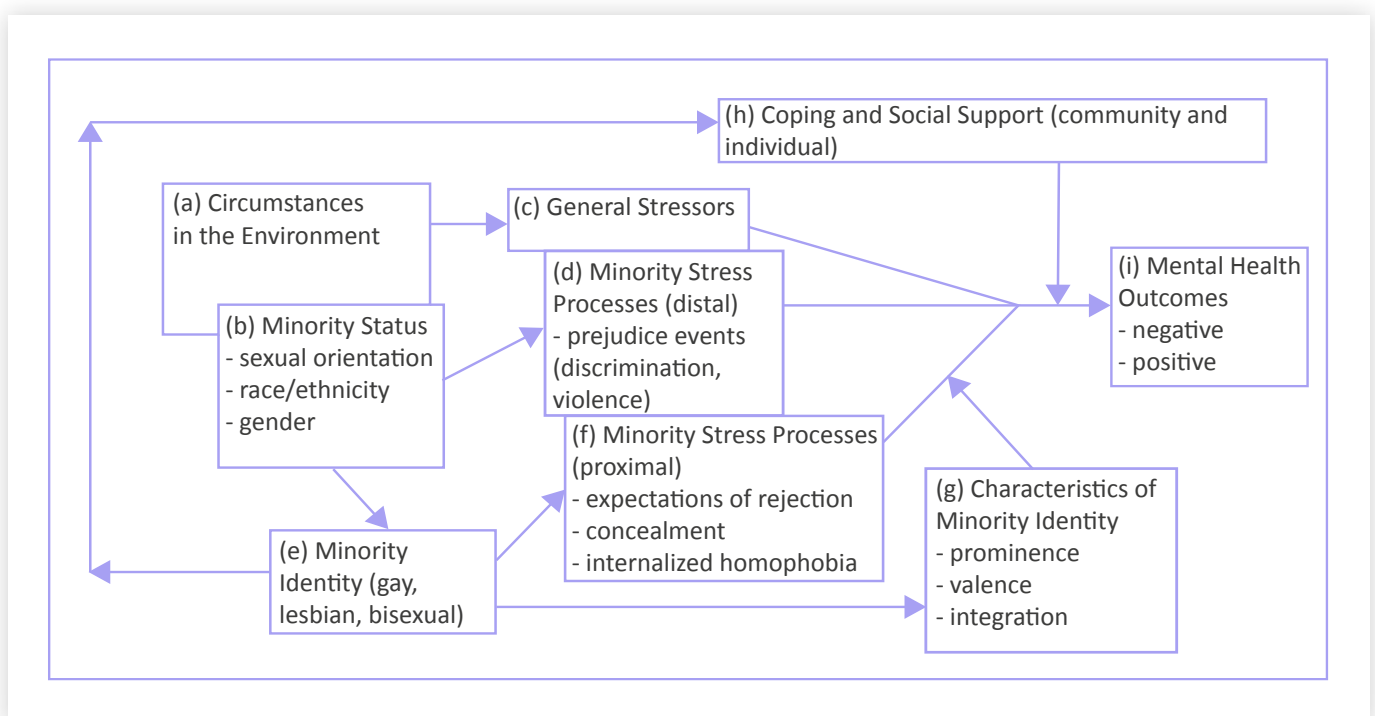 (h) Coping and Social Support (community and
individual)
(a) Circumstances
in the Environment
(c) General Stressors
(d) Minority Stress
Processes (distal)
- prejudice events
(discrimination,
violence)
(i) Mental Health
Outcomes
- negative
- positive
(b) Minority Status
- sexual orientation
- race/ethnicity
- gender
(f) Minority Stress Processes
(proximal)
- expectations of rejection
- concealment
- internalized homophobia
(g) Characteristics of
Minority Identity
- prominence
- valence
- integration
(e) Minority
Identity (gay,
lesbian, bisexual)